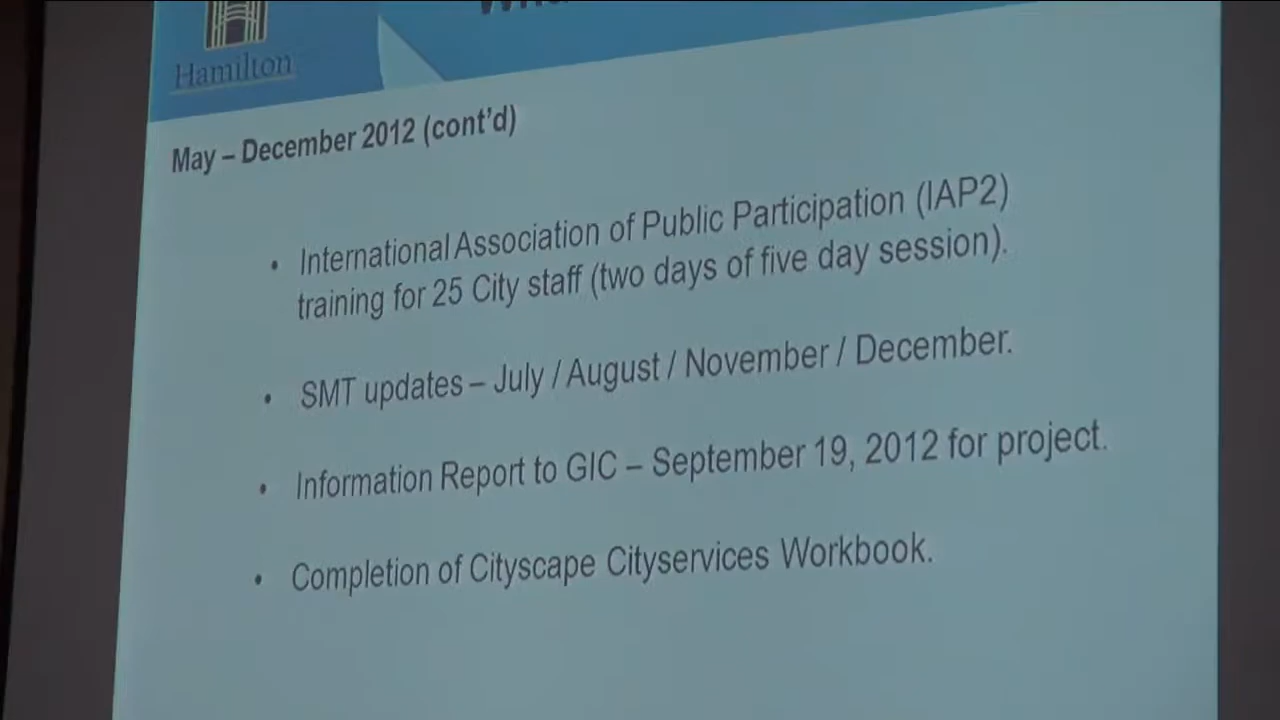 Hamilton
May – December 2012 (cont'd)
• International Association of Public Participation (IAP2)
training for 25 City staff (two days of five day session).
• SMT updates – July / August / November / December.
• Information Report to GIC – September 19, 2012 for project.
• Completion of Cityscape Cityservices Workbook.